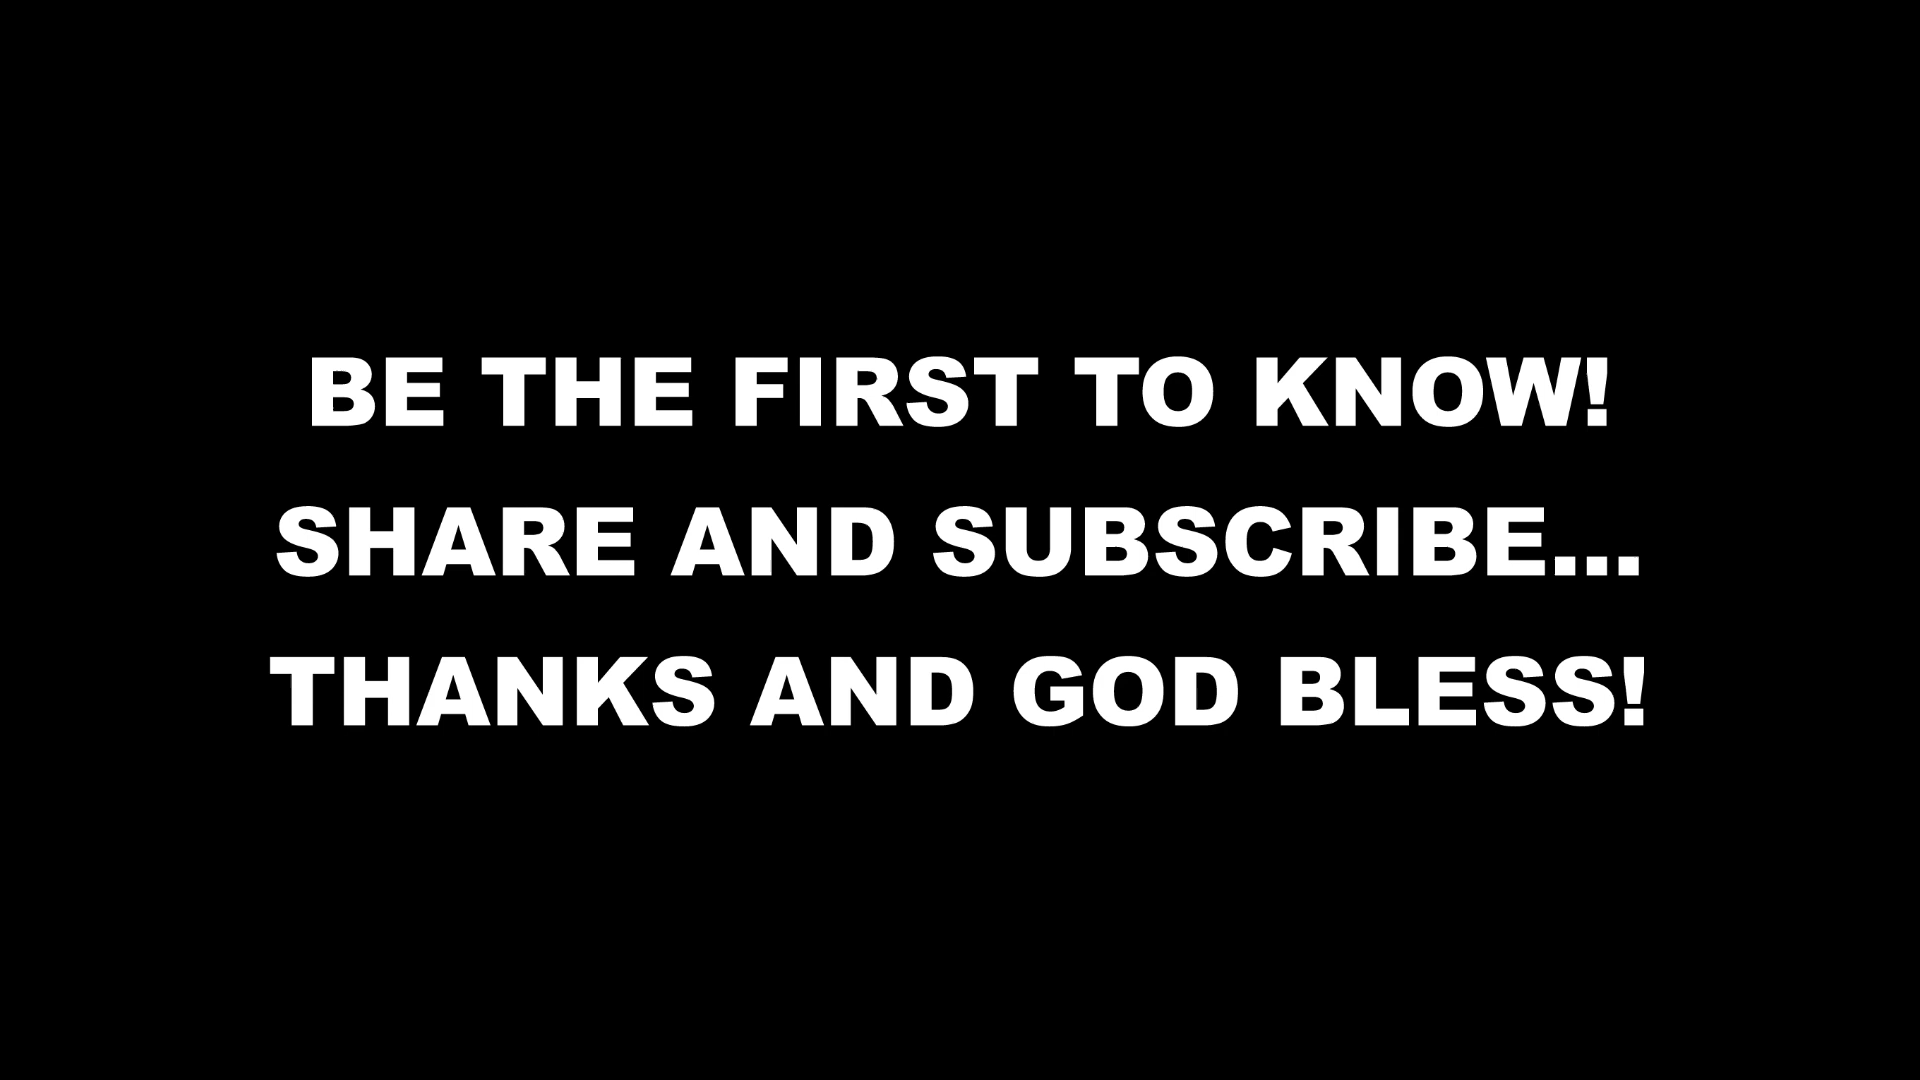 BE THE FIRST TO KNOW!
SHARE AND SUBSCRIBE...
THANKS AND GOD BLESS!